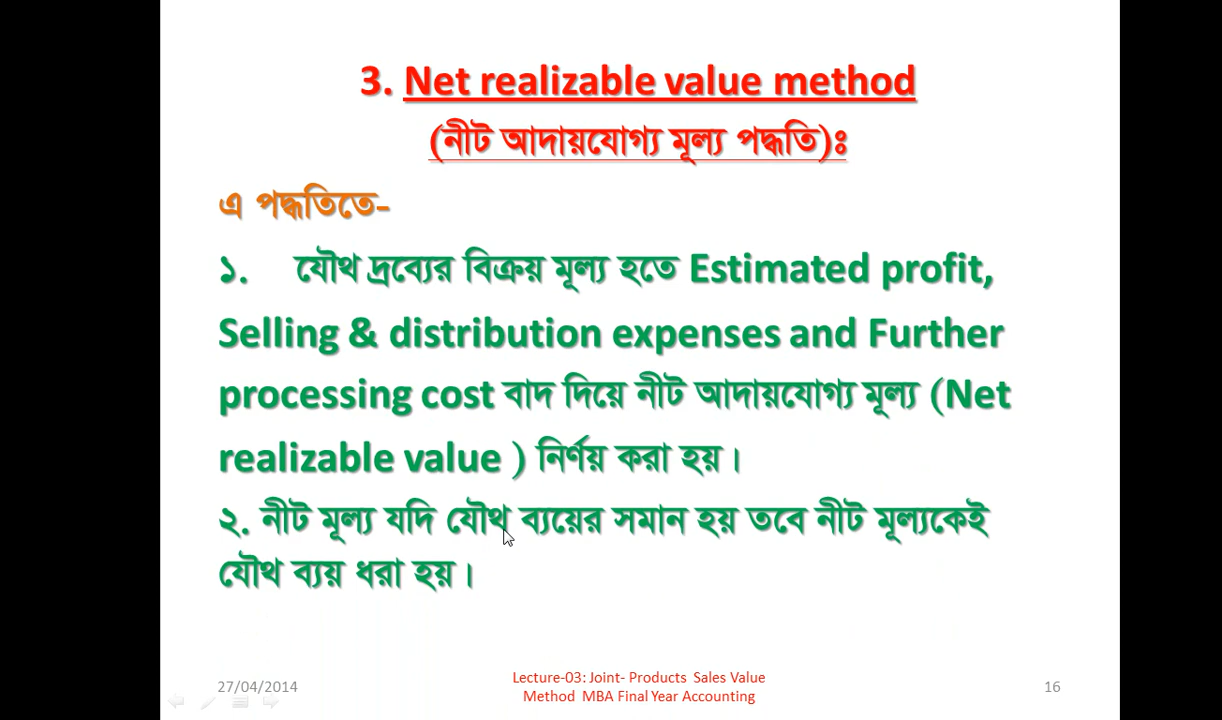 3. Net realizable value method
(নীট আদায়যোগ্য মূল্য পদ্ধতি)ঃ
এ পদ্ধতিতে-
১. যৌথ দ্রব্যের বিক্রয় মূল্য হতে Estimated profit,
Selling & distribution expenses and Further
processing cost বাদ দিয়ে নীট আদায়যোগ্য মূল্য (Net
realizable value ) নির্ণয় করা হয়।
২. নীট মূল্য যদি যৌথ ব্যয়ের সমান হয় তবে নীট মূল্যকেই
যৌথ ব্যয় ধরা হয়।
27/04/2014
Lecture-03: Joint- Products Sales Value
Method MBA Final Year Accounting
16